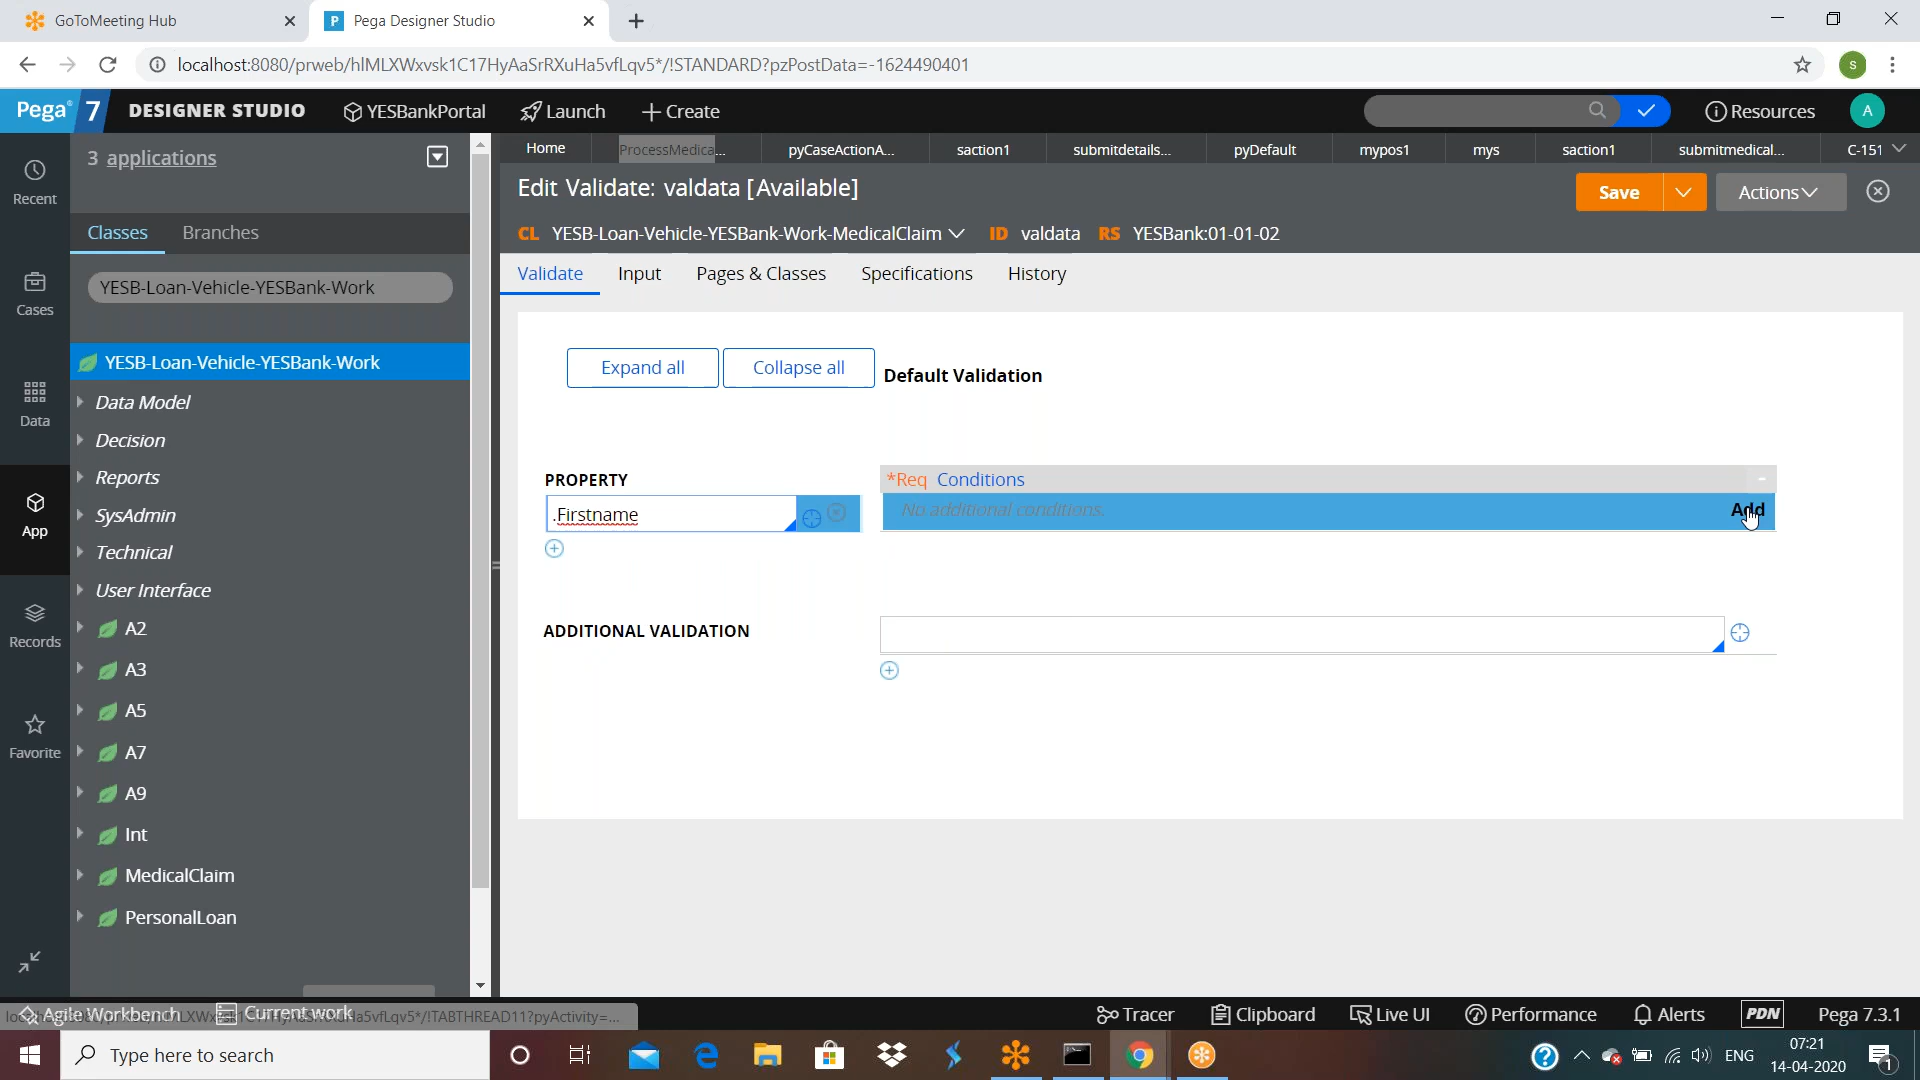 GoToMeeting Hub
Pega Designer Studio
localhost:8080/prweb/hIMLXWxvsk1C17HyAaSrRXuHa5vfLqv5*/!STANDARD?pzPostData=-1624490401
s
Pega 7 DESIGNER STUDIO YESBankPortal Launch Create Resources A
3 applications
Home ProcessMedica... pyCaseActionA... saction1 submitdetails... pyDefault mypos1 mys saction1 submitmedical... C-151
Recent
Edit Validate: valdata [Available]
Save Actions
CL YESB-Loan-Vehicle-YESBank-Work-MedicalClaim ID valdata RS YESBank:01-01-02
Classes Branches
Validate Input Pages & Classes Specifications History
YESB-Loan-Vehicle-YESBank-Work
Cases
YESB-Loan-Vehicle-YESBank-Work
Expand all Collapse all Default Validation
Data Model
Data
Decision
Reports
SysAdmin
App
Technical
User Interface
PROPERTY *Req Conditions
.Firstname No additional conditions. Add
ADDITIONAL VALIDATION
A2
Records
A3
A5
A7
Favorite
A9
Int
MedicalClaim
PersonalLoan
Agile Workbench Current work
Tracer Clipboard Live UI Performance Alerts PDN Pega 7.3.1
Type here to search
ENG 07:21
14-04-2020
1